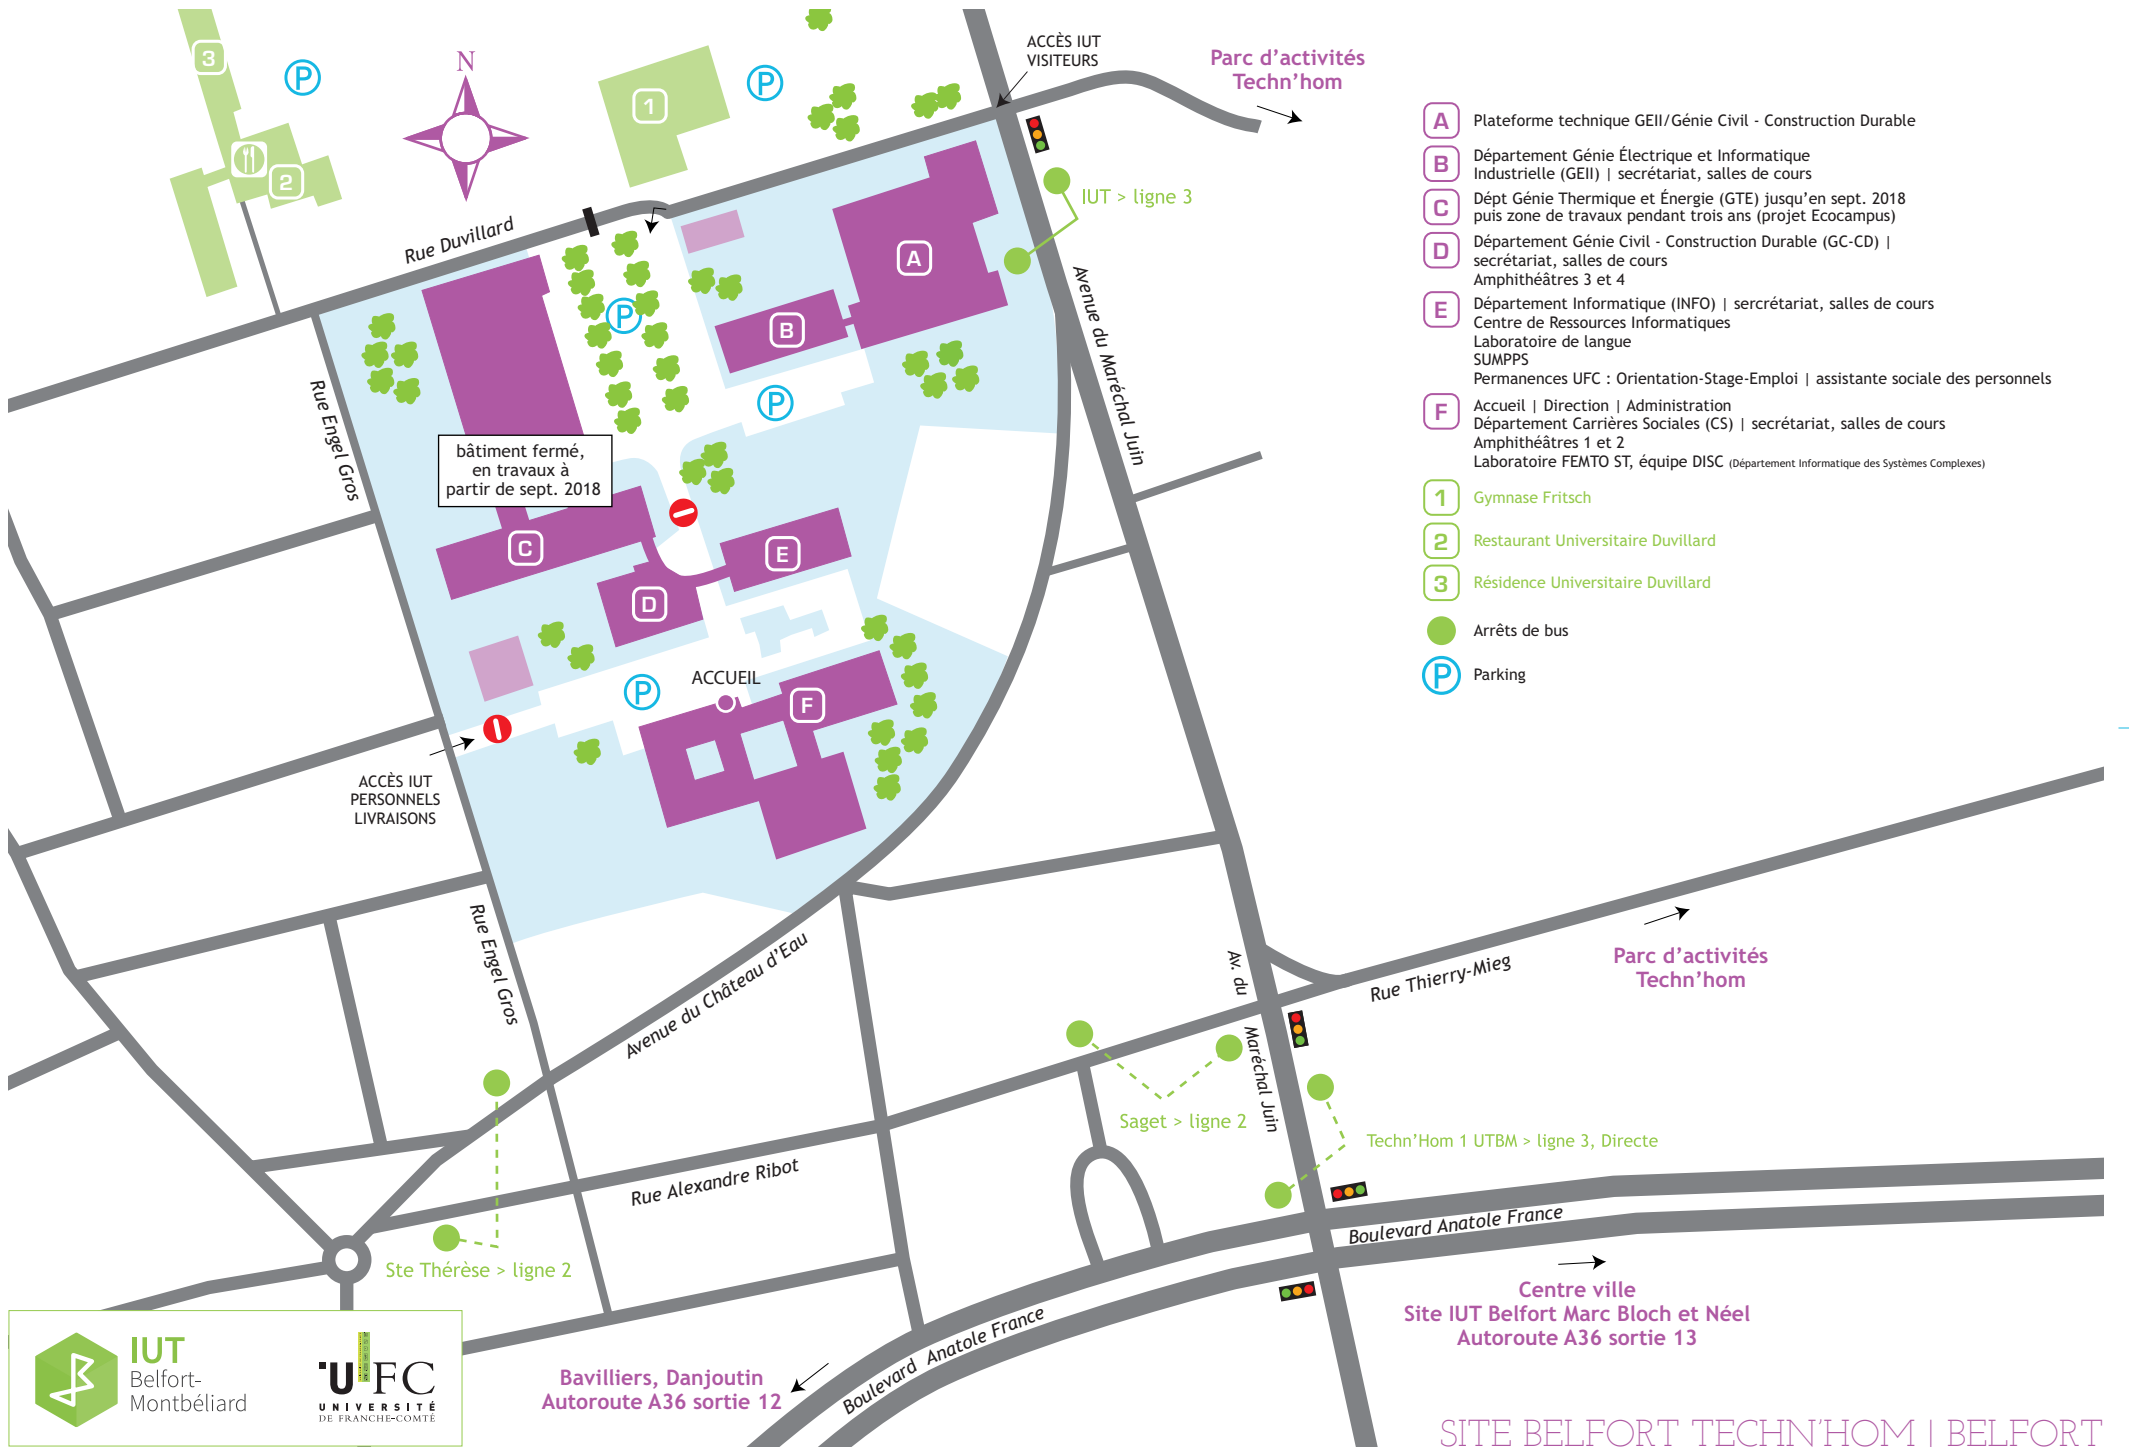 3
P
N
1
P
ACCÈS IUT
VISITEURS
Parc d’activités
Techn’hom
2
IUT > ligne 3
Rue Duvillard
A
B
P
P
Avenue du Maréchal Juin
Rue Engel Gros
bâtiment fermé,
en travaux à
partir de sept. 2018
C
E
D
P
ACCUEIL
F
ACCÈS IUT
PERSONNELS
LIVRAISONS
Rue Engel Gros
Avenue du Château d’Eau
Av. du
Maréchal Juin
Rue Thierry-Mieg
Parc d’activités
Techn’hom
Saget > ligne 2
Techn’Hom 1 UTBM > ligne 3, Directe
Rue Alexandre Ribot
Ste Thérèse > ligne 2
Boulevard Anatole France
Boulevard Anatole France
Centre ville
Site IUT Belfort Marc Bloch et Néel
Autoroute A36 sortie 13
Bavilliers, Danjoutin
Autoroute A36 sortie 12
A Plateforme technique GEII/Génie Civil - Construction Durable
B Département Génie Électrique et Informatique
Industrielle (GEII) | secrétariat, salles de cours
C Dépt Génie Thermique et Énergie (GTE) jusqu’en sept. 2018
puis zone de travaux pendant trois ans (projet Ecocampus)
D Département Génie Civil - Construction Durable (GC-CD) |
secrétariat, salles de cours
Amphithéâtres 3 et 4
E Département Informatique (INFO) | sercrétariat, salles de cours
Centre de Ressources Informatiques
Laboratoire de langue
SUMPPS
Permanences UFC : Orientation-Stage-Emploi | assistante sociale des personnels
F Accueil | Direction | Administration
Département Carrières Sociales (CS) | secrétariat, salles de cours
Amphithéâtres 1 et 2
Laboratoire FEMTO ST, équipe DISC (Département Informatique des Systèmes Complexes)
1 Gymnase Fritsch
2 Restaurant Universitaire Duvillard
3 Résidence Universitaire Duvillard
Arrêts de bus
P Parking
IUT
Belfort-
Montbéliard
UFC
UNIVERSITÉ
DE FRANCHE-COMTÉ
SITE BELFORT TECHN’HOM | BELFORT